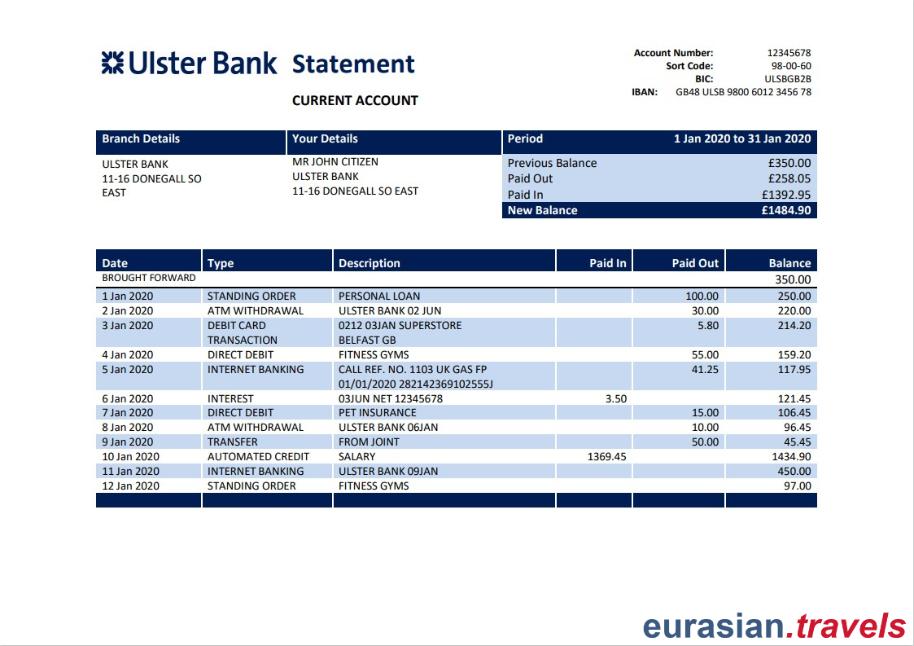 Ulster Bank Statement
CURRENT ACCOUNT
Account Number: 12345678
Sort Code: 98-00-60
BIC: ULSBGB2B
IBAN: GB48 ULSB 9800 6012 3456 78
Branch Details Your Details Period 1 Jan 2020 to 31 Jan 2020
ULSTER BANK
11-16 DONEGALL SO
EAST
MR JOHN CITIZEN
ULSTER BANK
11-16 DONEGALL SO EAST
Previous Balance £350.00
Paid Out £258.05
Paid In £1392.95
New Balance £1484.90
Date Type Description Paid In Paid Out Balance
BROUGHT FORWARD 350.00
1 Jan 2020 STANDING ORDER PERSONAL LOAN 100.00 250.00
2 Jan 2020 ATM WITHDRAWAL ULSTER BANK 02 JUN 30.00 220.00
3 Jan 2020 DEBIT CARD 0212 03JAN SUPERSTORE 5.80 214.20
TRANSACTION BELFAST GB
4 Jan 2020 DIRECT DEBIT FITNESS GYMS 55.00 159.20
5 Jan 2020 INTERNET BANKING CALL REF. NO. 1103 UK GAS FP 41.25 117.95
01/01/2020 282142369102555J
6 Jan 2020 INTEREST 03JUN NET 12345678 3.50 121.45
7 Jan 2020 DIRECT DEBIT PET INSURANCE 15.00 106.45
8 Jan 2020 ATM WITHDRAWAL ULSTER BANK 06JAN 10.00 96.45
9 Jan 2020 TRANSFER FROM JOINT 50.00 45.45
10 Jan 2020 AUTOMATED CREDIT SALARY 1369.45 1434.90
11 Jan 2020 INTERNET BANKING ULSTER BANK 09JAN 450.00
12 Jan 2020 STANDING ORDER FITNESS GYMS 97.00
eurasian.travels